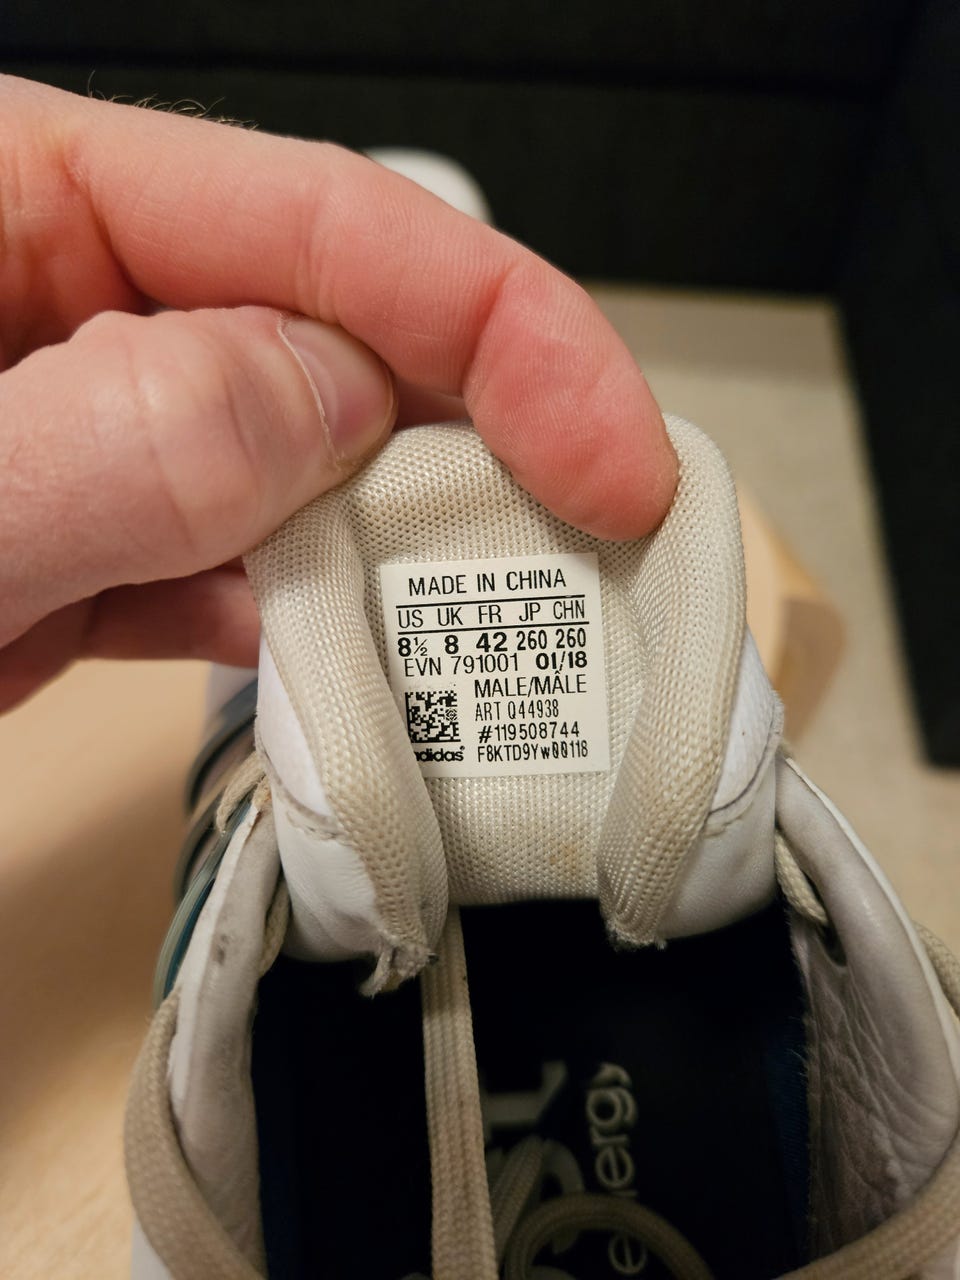 MADE IN CHINA
US UK FR JP CHN
8½ 8 42 260 260
EVN 791001 01/18
MALE/MÂLE
ART Q44938
#119508744
F8KTD9Yw00118
adidas